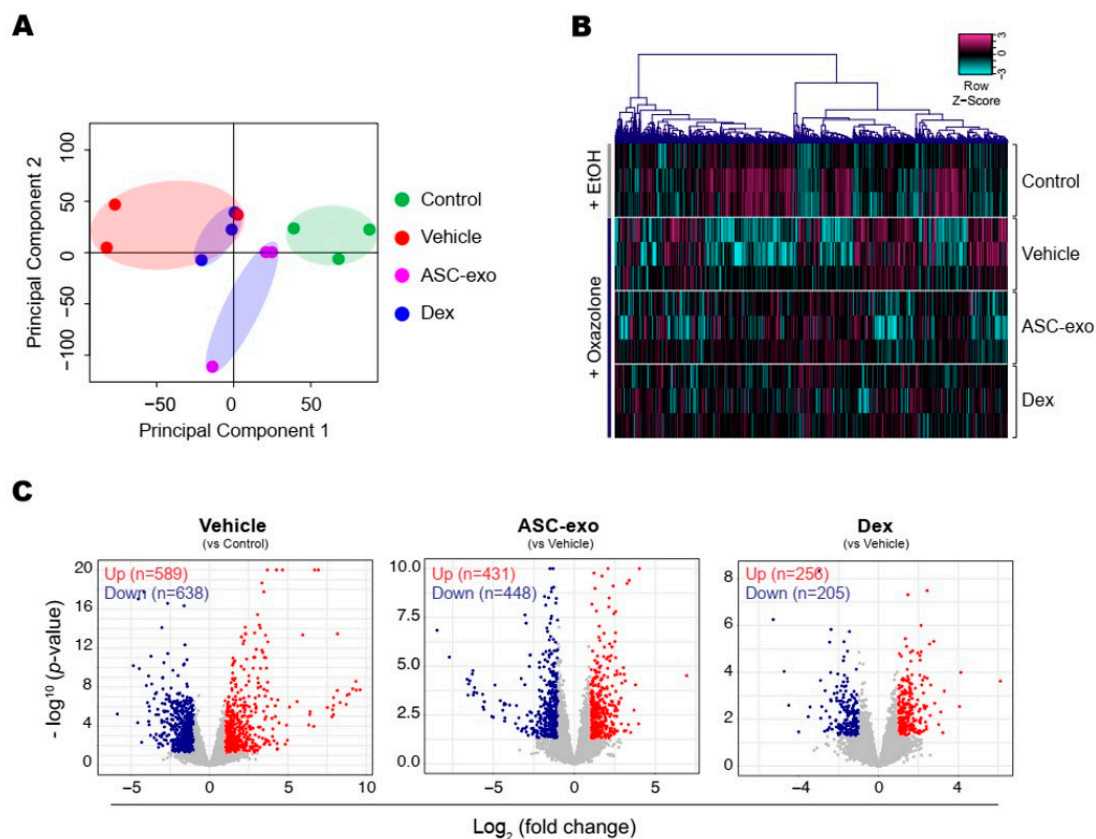 A
Principal Component 2
100
50
0
−50
−100
−50
0
50
Principal Component 1
Control
Vehicle
ASC-exo
Dex
B
3
0
−3
Row
Z−Score
+ EtOH
+ Oxazolone
Control
Vehicle
ASC-exo
Dex
C
Vehicle
(vs Control)
Up (n=589)
Down (n=638)
20
16
12
8
4
0
-5
0
5
10
ASC-exo
(vs Vehicle)
Up (n=431)
Down (n=448)
10.0
7.5
5.0
2.5
0.0
−5
0
5
Dex
(vs Vehicle)
Up (n=256)
Down (n=205)
8
6
4
2
0
−4
0
4
- log¹⁰ (p-value)
Log₂ (fold change)